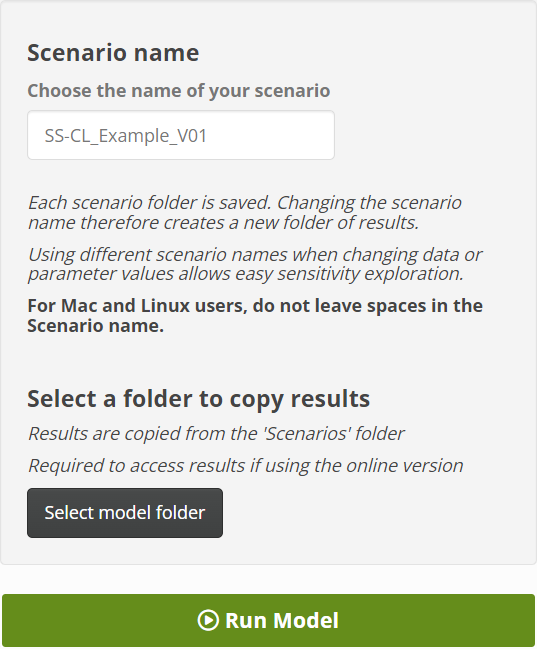 Scenario name
Choose the name of your scenario
SS-CL_Example_V01
Each scenario folder is saved. Changing the scenario
name therefore creates a new folder of results.
Using different scenario names when changing data or
parameter values allows easy sensitivity exploration.
For Mac and Linux users, do not leave spaces in the
Scenario name.
Select a folder to copy results
Results are copied from the 'Scenarios' folder
Required to access results if using the online version
Select model folder
Run Model